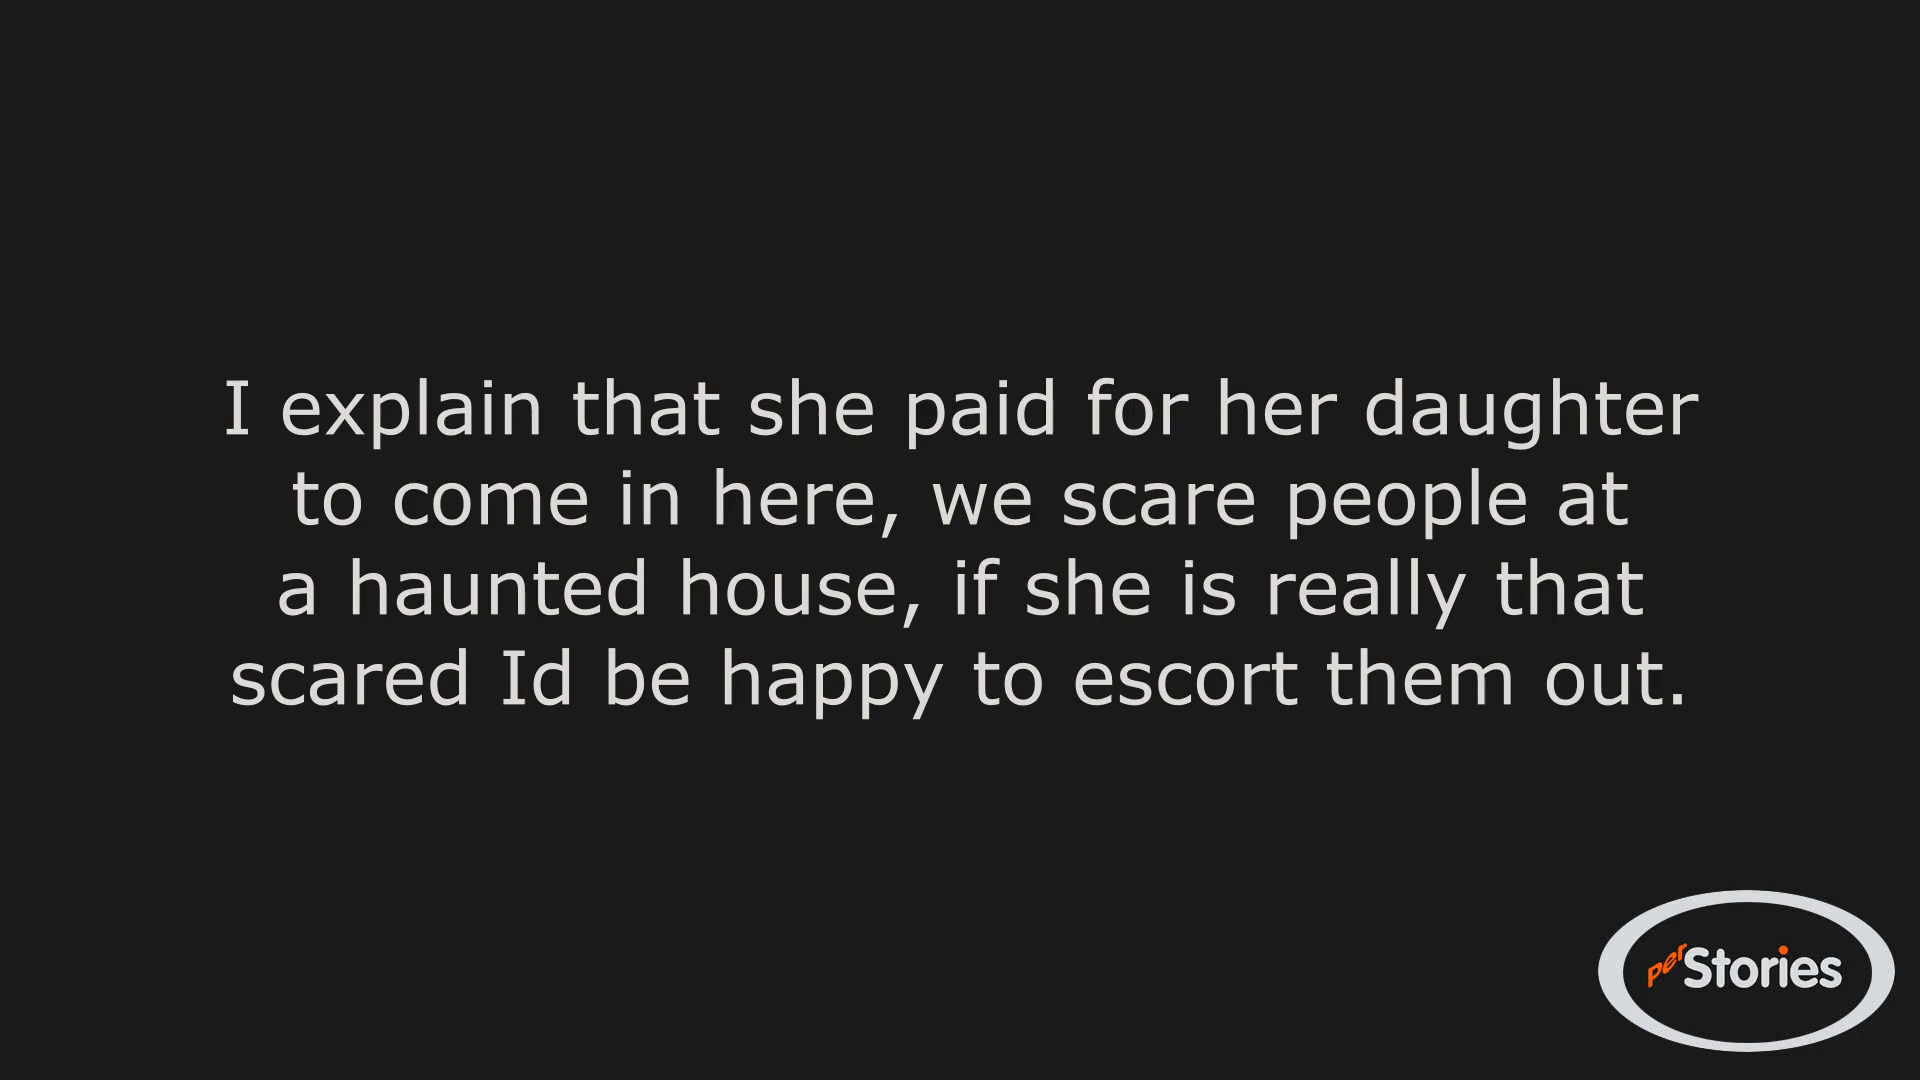 I explain that she paid for her daughter
to come in here, we scare people at
a haunted house, if she is really that
scared Id be happy to escort them out.
perStories